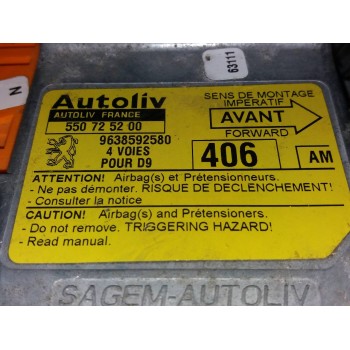 63111
N
Autoliv
AUTOLIV FRANCE
550 72 52 00
9638592580
4 VOIES
POUR D9
SENS DE MONTAGE
IMPÉRATIF
AVANT
FORWARD
406
AM
ATTENTION! Airbag(s) et Prétensionneurs.
- Ne pas démonter. RISQUE DE DECLENCHEMENT!
- Consulter la notice
CAUTION! Airbag(s) and Pretensioners.
- Do not remove. TRIGGERING HAZARD!
- Read manual.
SAGEM-AUTOLIV